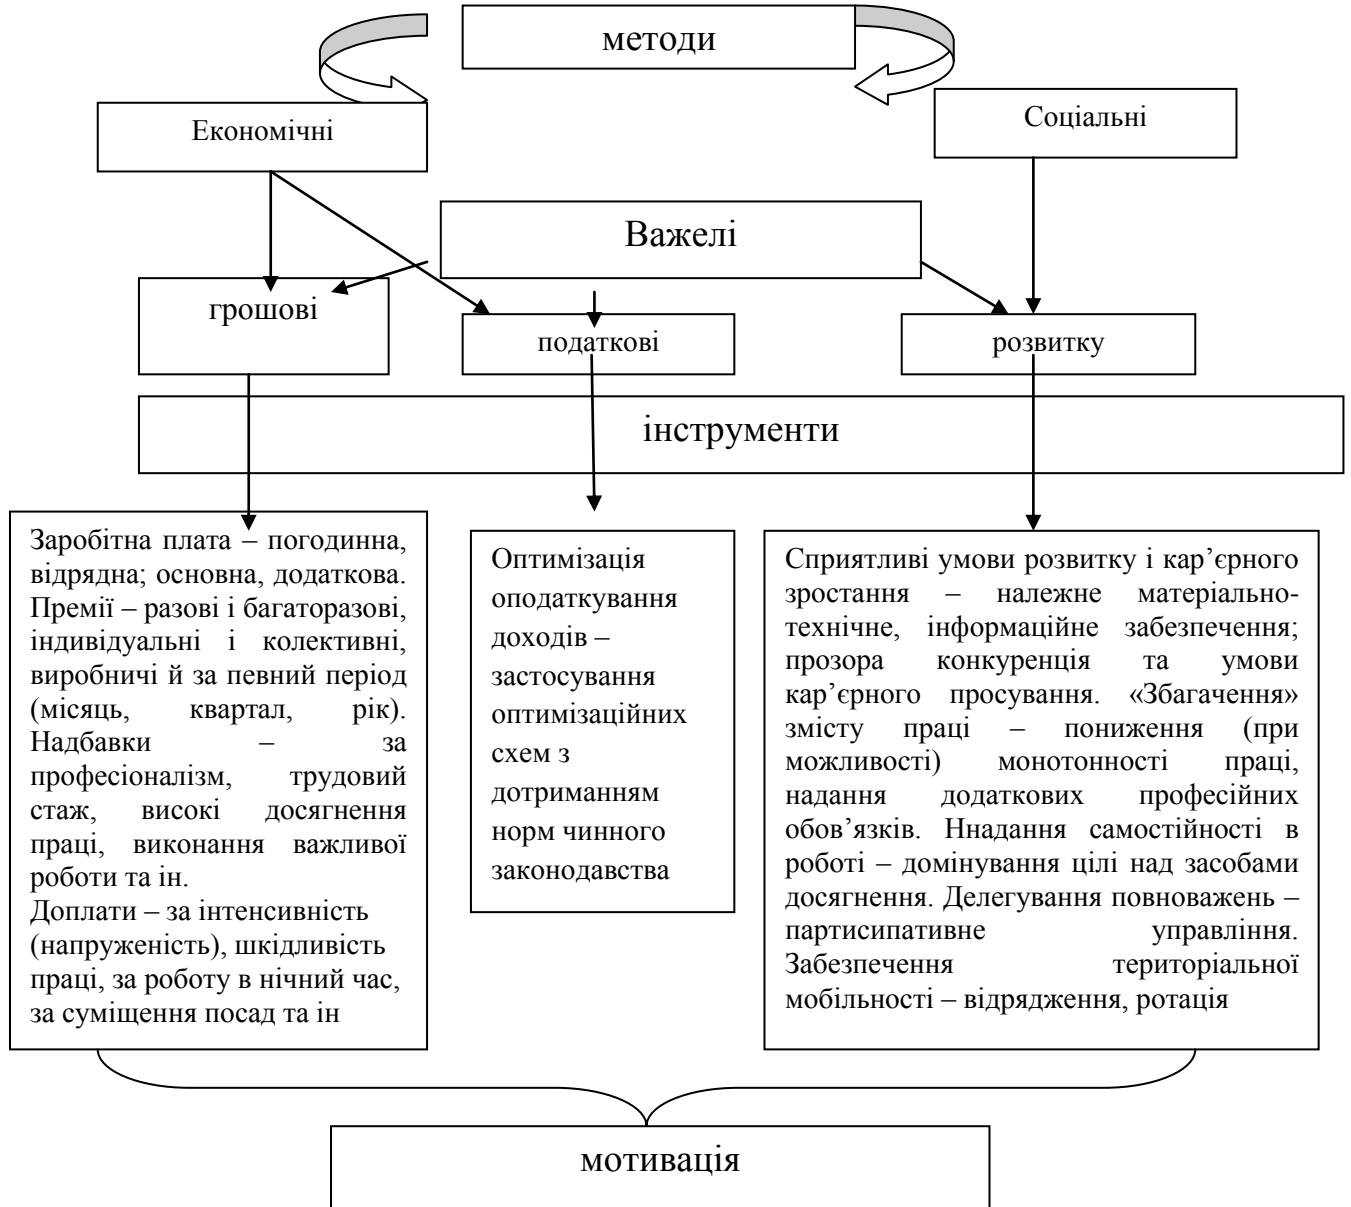 методи
Економічні
Соціальні
Важелі
грошові
податкові
розвитку
інструменти
Заробітна плата – погодинна,
відрядна; основна, додаткова.
Премії – разові і багаторазові,
індивідуальні і колективні,
виробничі й за певний період
(місяць, квартал, рік).
Надбавки – за
професіоналізм, трудовий
стаж, високі досягнення
праці, виконання важливої
роботи та ін.
Доплати – за інтенсивність
(напруженість), шкідливість
праці, за роботу в нічний час,
за суміщення посад та ін
Оптимізація
оподаткування
доходів –
застосування
оптимізаційних
схем з
дотриманням
норм чинного
законодавства
Сприятливі умови розвитку і кар’єрного
зростання – належне матеріально-
технічне, інформаційне забезпечення;
прозора конкуренція та умови
кар’єрного просування. «Збагачення»
змісту праці – пониження (при
можливості) монотонності праці,
надання додаткових професійних
обов’язків. Ннадання самостійності в
роботі – домінування цілі над засобами
досягнення. Делегування повноважень –
партисипативне управління.
Забезпечення територіальної
мобільності – відрядження, ротація
мотивація